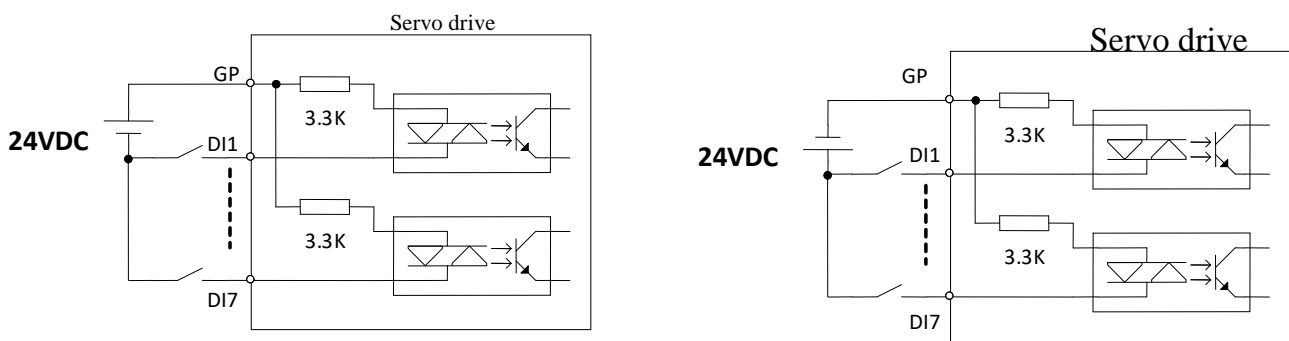 Servo drive
GP
3.3K
24VDC
DI1
3.3K
DI7
Servo drive
GP
3.3K
24VDC
DI1
3.3K
DI7